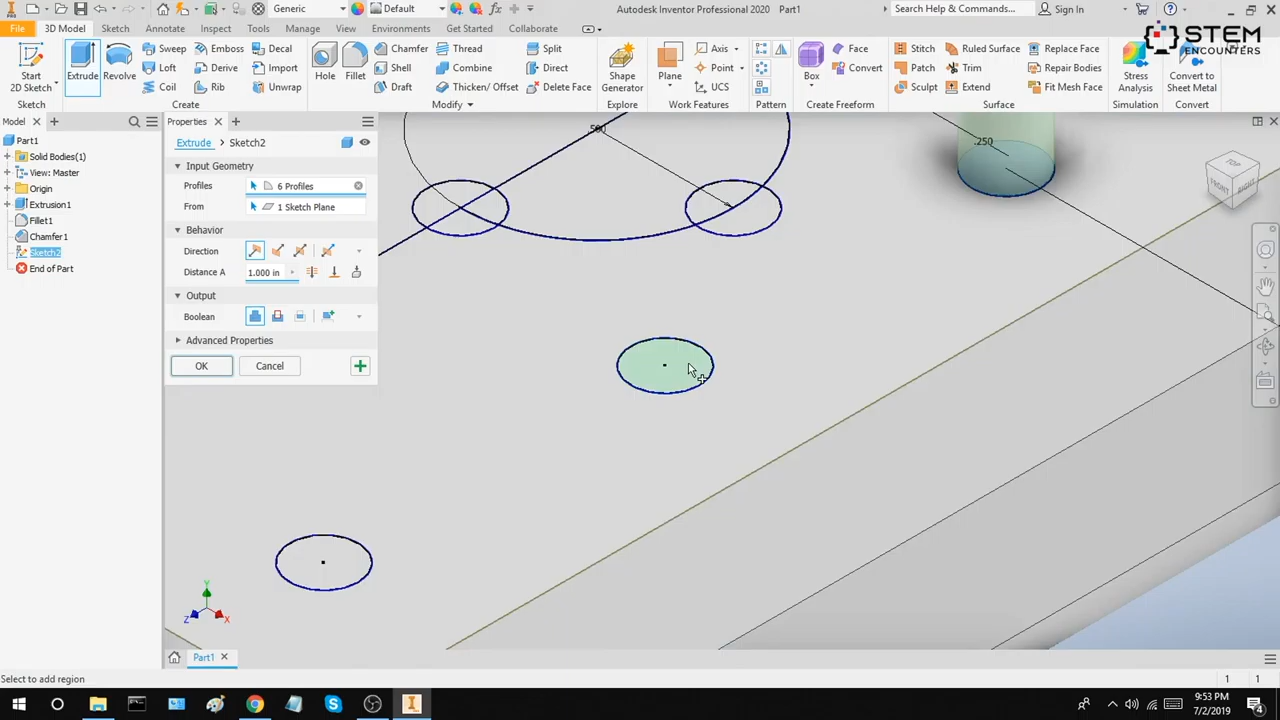 Generic
Default
Autodesk Inventor Professional 2020 Part1
Search Help & Commands...
Sign In
STEM
ENCOUNTERS
File
3D Model
Sketch
Annotate
Inspect
Tools
Manage
View
Environments
Get Started
Collaborate
Start
2D Sketch
Extrude
Revolve
Sweep
Emboss
Decal
Loft
Derive
Import
Coil
Rib
Unwrap
Hole
Fillet
Chamfer
Thread
Split
Shell
Combine
Direct
Draft
Thicken/ Offset
Delete Face
Shape
Generator
Plane
Axis
Point
UCS
Box
Face
Convert
Stitch
Ruled Surface
Replace Face
Patch
Trim
Repair Bodies
Sculpt
Extend
Fit Mesh Face
Stress
Analysis
Convert to
Sheet Metal
Sketch
Create
Modify
Explore
Work Features
Pattern
Create Freeform
Surface
Simulation
Convert
Model
Part1
Solid Bodies(1)
View: Master
Origin
Extrusion1
Fillet1
Chamfer1
Sketch2
End of Part
Properties
Extrude > Sketch2
Input Geometry
Profiles
6 Profiles
From
1 Sketch Plane
Behavior
Direction
Distance A
1.000 in
Output
Boolean
Advanced Properties
OK
Cancel
.250
TOP
FRONT
RIGHT
Y
Z
X
Part1
Select to add region
1
1
9:53 PM
7/2/2019
4